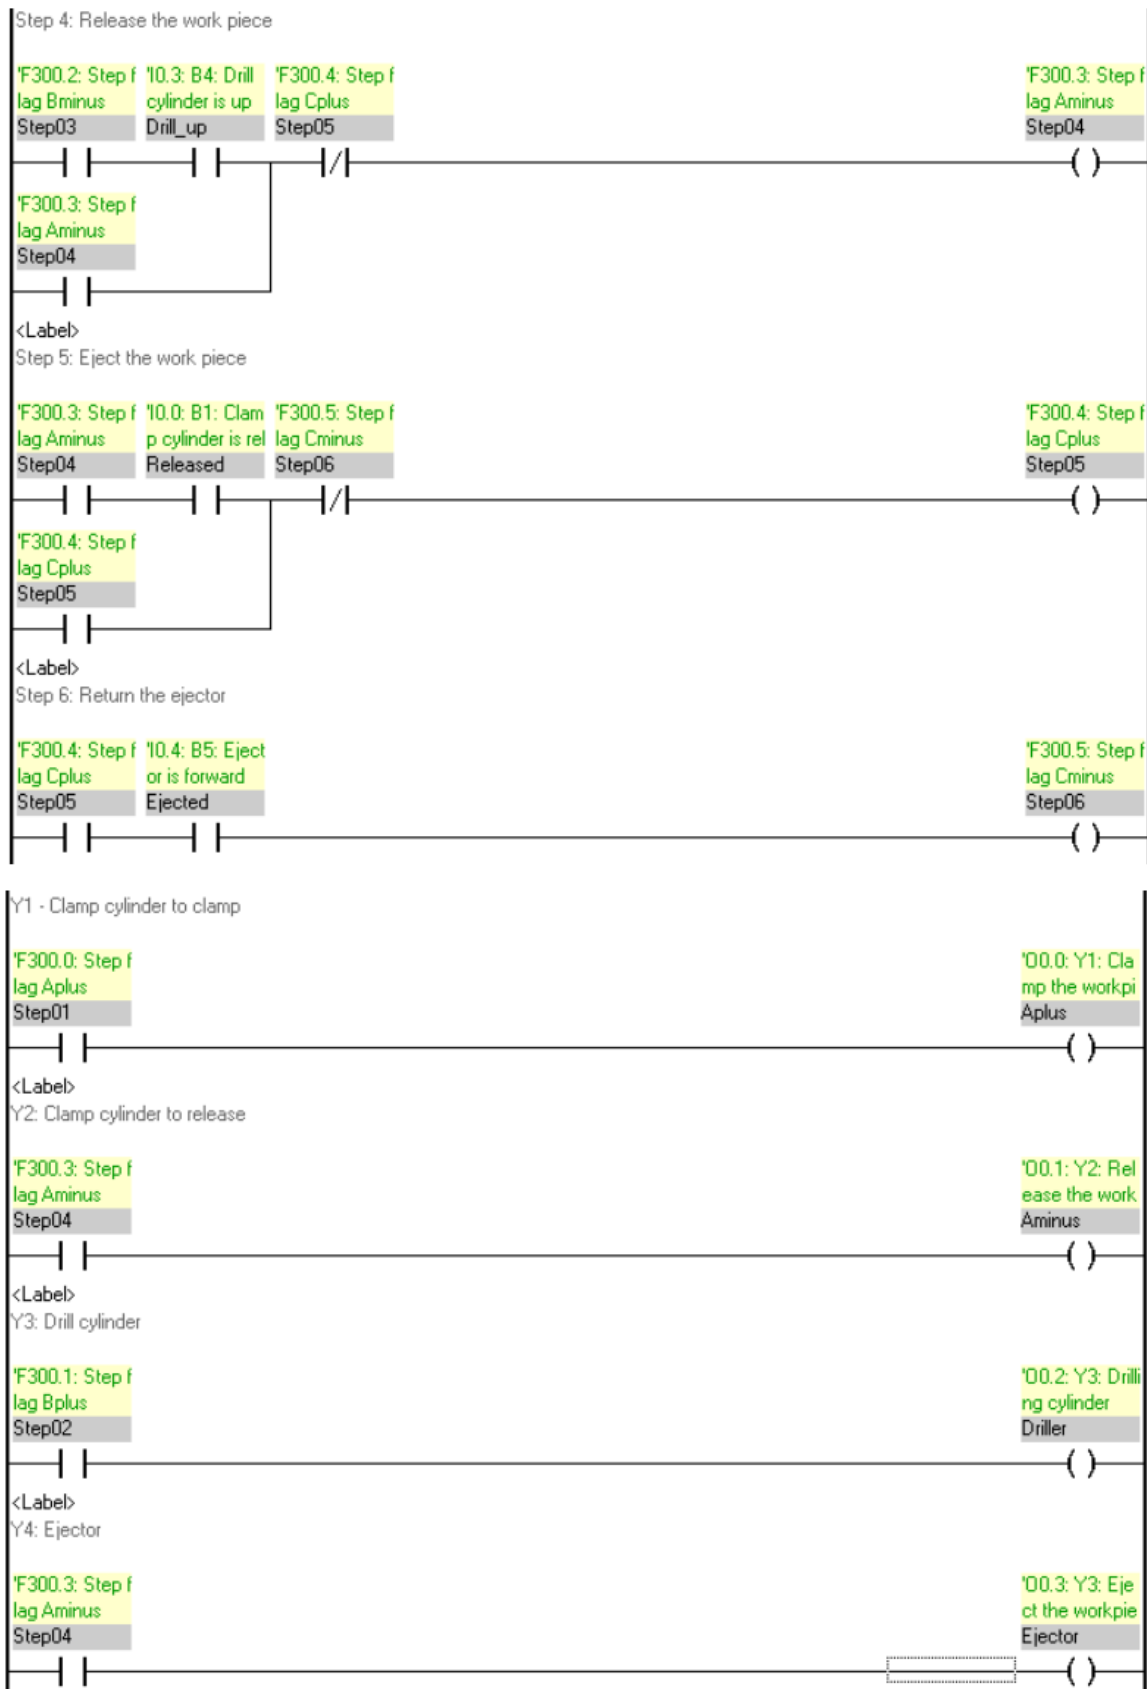 Step 4: Release the work piece
'F300.2: Step f 'I0.3: B4: Drill 'F300.4: Step f 'F300.3: Step f
lag Bminus cylinder is up lag Cplus lag Aminus
Step03 Drill_up Step05 Step04
'F300.3: Step f
lag Aminus
Step04
<Label>
Step 5: Eject the work piece
'F300.3: Step f 'I0.0: B1: Clam 'F300.5: Step f 'F300.4: Step f
lag Aminus p cylinder is rel lag Cminus lag Cplus
Step04 Released Step06 Step05
'F300.4: Step f
lag Cplus
Step05
<Label>
Step 6: Return the ejector
'F300.4: Step f 'I0.4: B5: Eject 'F300.5: Step f
lag Cplus or is forward lag Cminus
Step05 Ejected Step06
Y1 - Clamp cylinder to clamp
'F300.0: Step f 'O0.0: Y1: Cla
lag Aplus mp the workpi
Step01 Aplus
<Label>
Y2: Clamp cylinder to release
'F300.3: Step f 'O0.1: Y2: Rel
lag Aminus ease the work
Step04 Aminus
<Label>
Y3: Drill cylinder
'F300.1: Step f 'O0.2: Y3: Drilli
lag Bplus ng cylinder
Step02 Driller
<Label>
Y4: Ejector
'F300.3: Step f 'O0.3: Y3: Eje
lag Aminus ct the workpie
Step04 Ejector